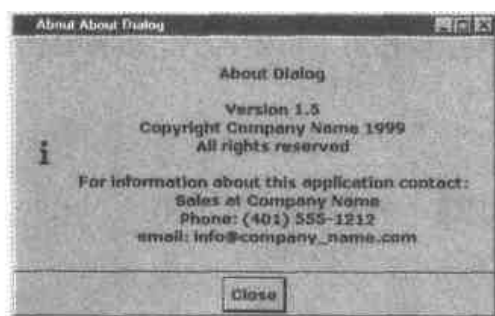 About About Dialog
About Dialog
Version 1.5
Copyright Company Name 1999
All rights reserved
i
For information about this application contact:
Sales at Company Name
Phone: (401) 555-1212
email: info@company_name.com
Close